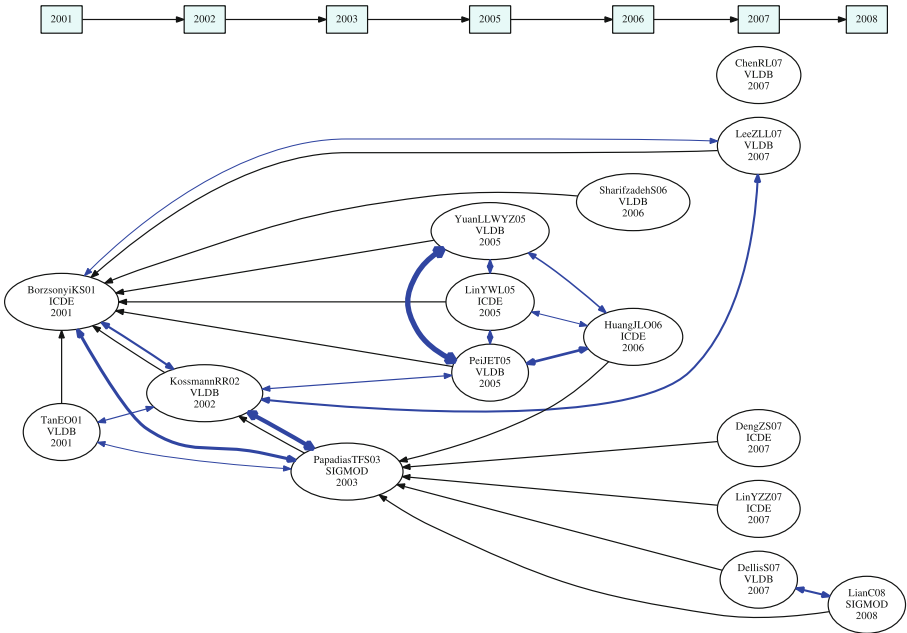 2001
2002
2003
2005
2006
2007
2008
ChenRL07
VLDB
2007
LeeZLL07
VLDB
2007
SharifzadehS06
VLDB
2006
YuanLLWYZ05
VLDB
2005
BorzsonyiKS01
ICDE
2001
LinYWL05
ICDE
2005
HuangJLO06
ICDE
2006
PeiJET05
VLDB
2005
KossmannRR02
VLDB
2002
TanEO01
VLDB
2001
PapadiasTFS03
SIGMOD
2003
DengZS07
ICDE
2007
LinYZZ07
ICDE
2007
DellisS07
VLDB
2007
LianC08
SIGMOD
2008